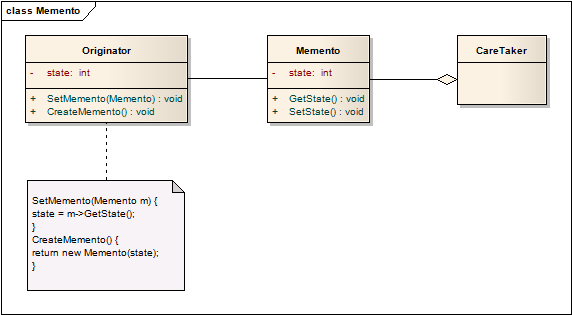 class Memento
Originator
- state: int
+ SetMemento(Memento) : void
+ CreateMemento() : void
Memento
- state: int
+ GetState() : void
+ SetState() : void
CareTaker
SetMemento(Memento m) {
state = m->GetState();
}
CreateMemento() {
return new Memento(state);
}